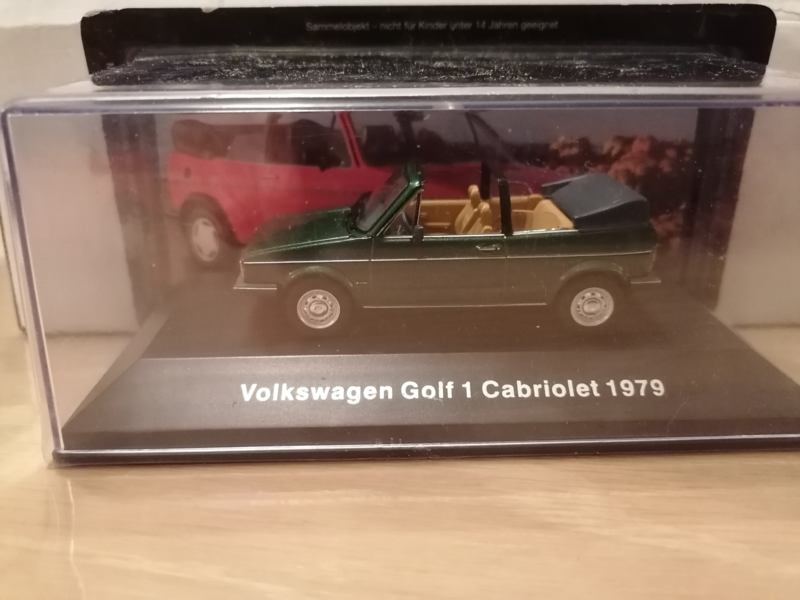 Sammelobjekt – nicht für Kinder unter 14 Jahren geeignet
Volkswagen Golf 1 Cabriolet 1979